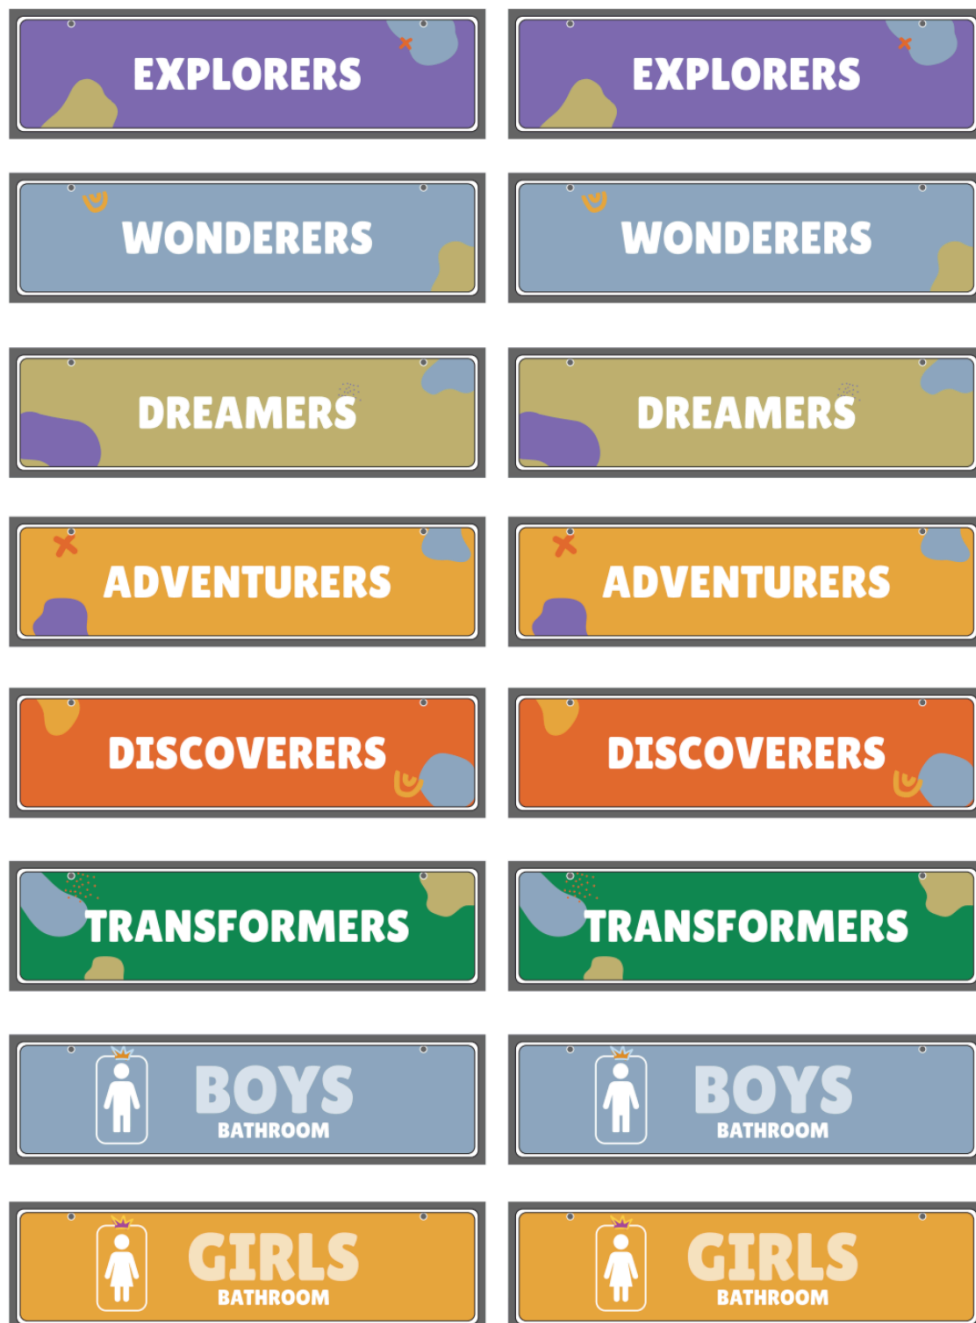 EXPLORERS
EXPLORERS
WONDERERS
WONDERERS
DREAMERS
DREAMERS
ADVENTURERS
ADVENTURERS
DISCOVERERS
DISCOVERERS
TRANSFORMERS
TRANSFORMERS
BOYS
BATHROOM
BOYS
BATHROOM
GIRLS
BATHROOM
GIRLS
BATHROOM